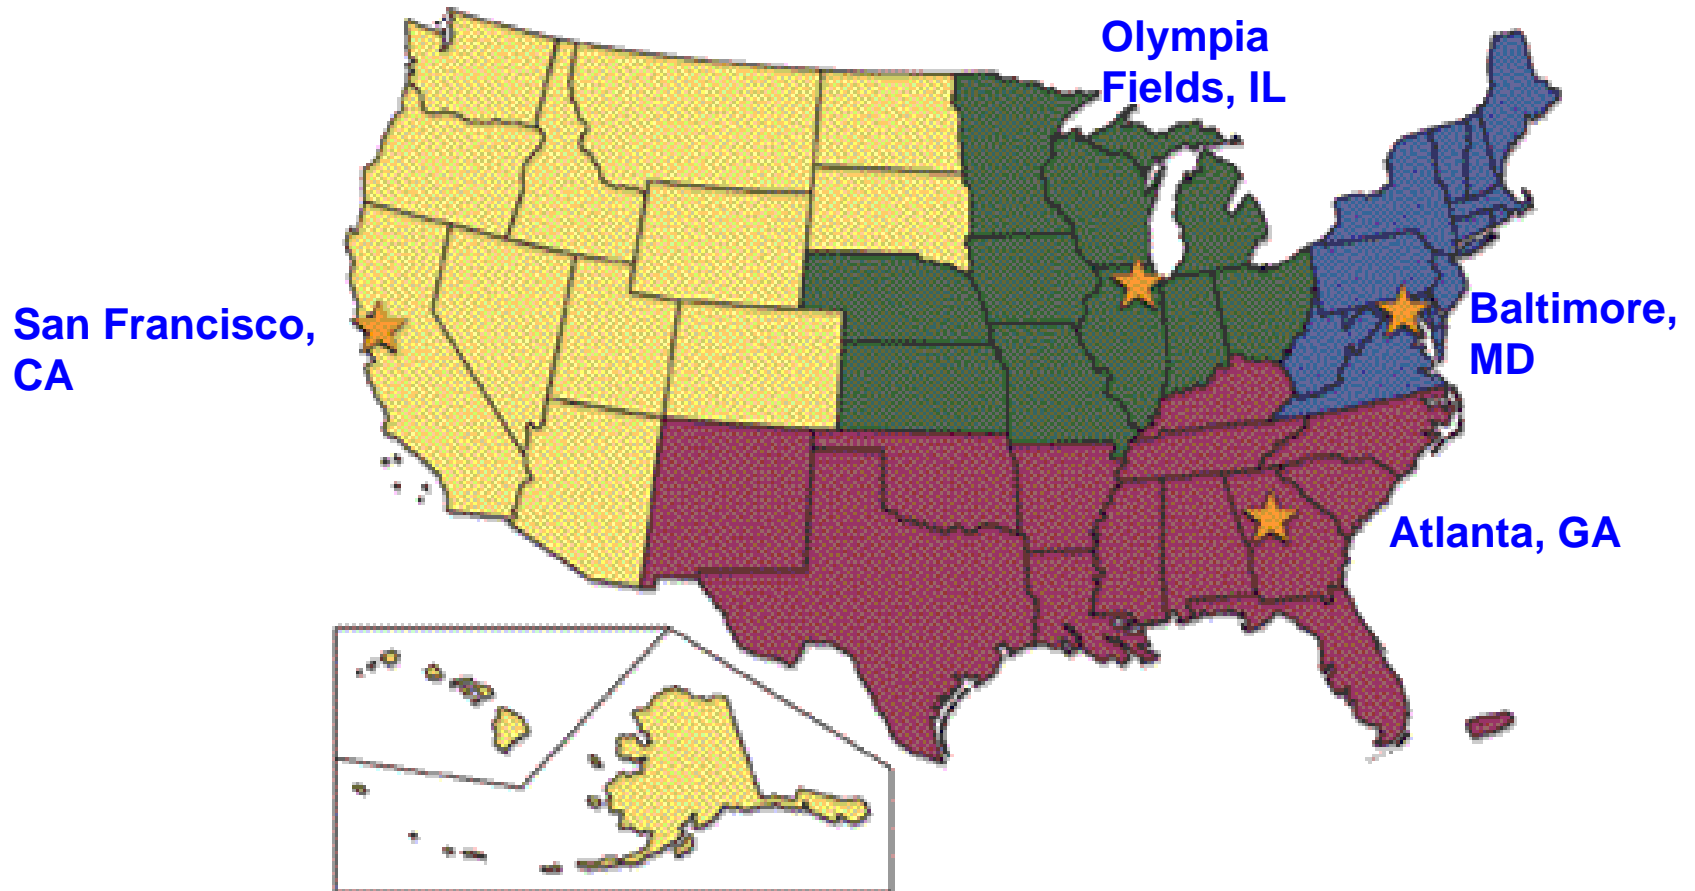 Olympia
Fields, IL
San Francisco,
CA
Baltimore,
MD
Atlanta, GA